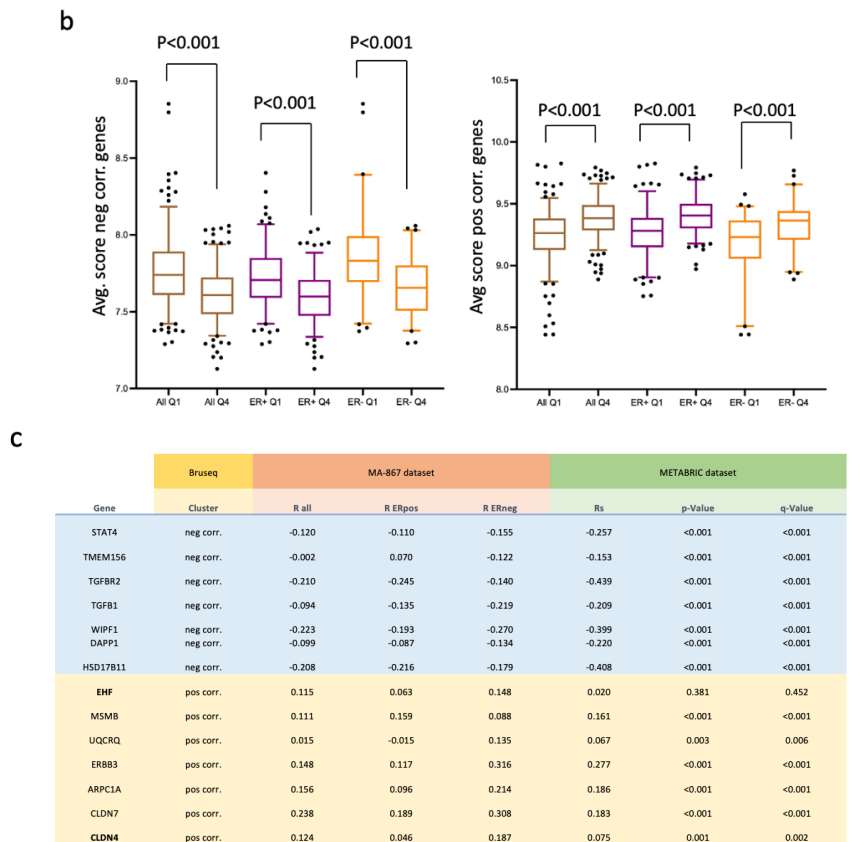 b
P<0.001
P<0.001
P<0.001
Avg. score neg corr. genes
9.0
8.5
8.0
7.5
7.0
All Q1 All Q4 ER+ Q1 ER+ Q4 ER- Q1 ER- Q4
P<0.001
P<0.001
P<0.001
Avg score pos corr. genes
10.5
10.0
9.5
9.0
8.5
8.0
All Q1 All Q4 ER+ Q1 ER+ Q4 ER- Q1 ER- Q4
c
Bruseq MA-867 dataset METABRIC dataset
Gene Cluster R all R ERpos R ERneg Rs p-Value q-Value
STAT4 neg corr. -0.120 -0.110 -0.155 -0.257 <0.001 <0.001
TMEM156 neg corr. -0.002 0.070 -0.122 -0.153 <0.001 <0.001
TGFBR2 neg corr. -0.210 -0.245 -0.140 -0.439 <0.001 <0.001
TGFB1 neg corr. -0.094 -0.135 -0.219 -0.209 <0.001 <0.001
WIPF1 neg corr. -0.223 -0.193 -0.270 -0.399 <0.001 <0.001
DAPP1 neg corr. -0.099 -0.087 -0.134 -0.220 <0.001 <0.001
HSD17B11 neg corr. -0.208 -0.216 -0.179 -0.408 <0.001 <0.001
EHF pos corr. 0.115 0.063 0.148 0.020 0.381 0.452
MSMB pos corr. 0.111 0.159 0.088 0.161 <0.001 <0.001
UQCRQ pos corr. 0.015 -0.015 0.135 0.067 0.003 0.006
ERBB3 pos corr. 0.148 0.117 0.316 0.277 <0.001 <0.001
ARPC1A pos corr. 0.156 0.096 0.214 0.186 <0.001 <0.001
CLDN7 pos corr. 0.238 0.189 0.308 0.183 <0.001 <0.001
CLDN4 pos corr. 0.124 0.046 0.187 0.075 0.001 0.002